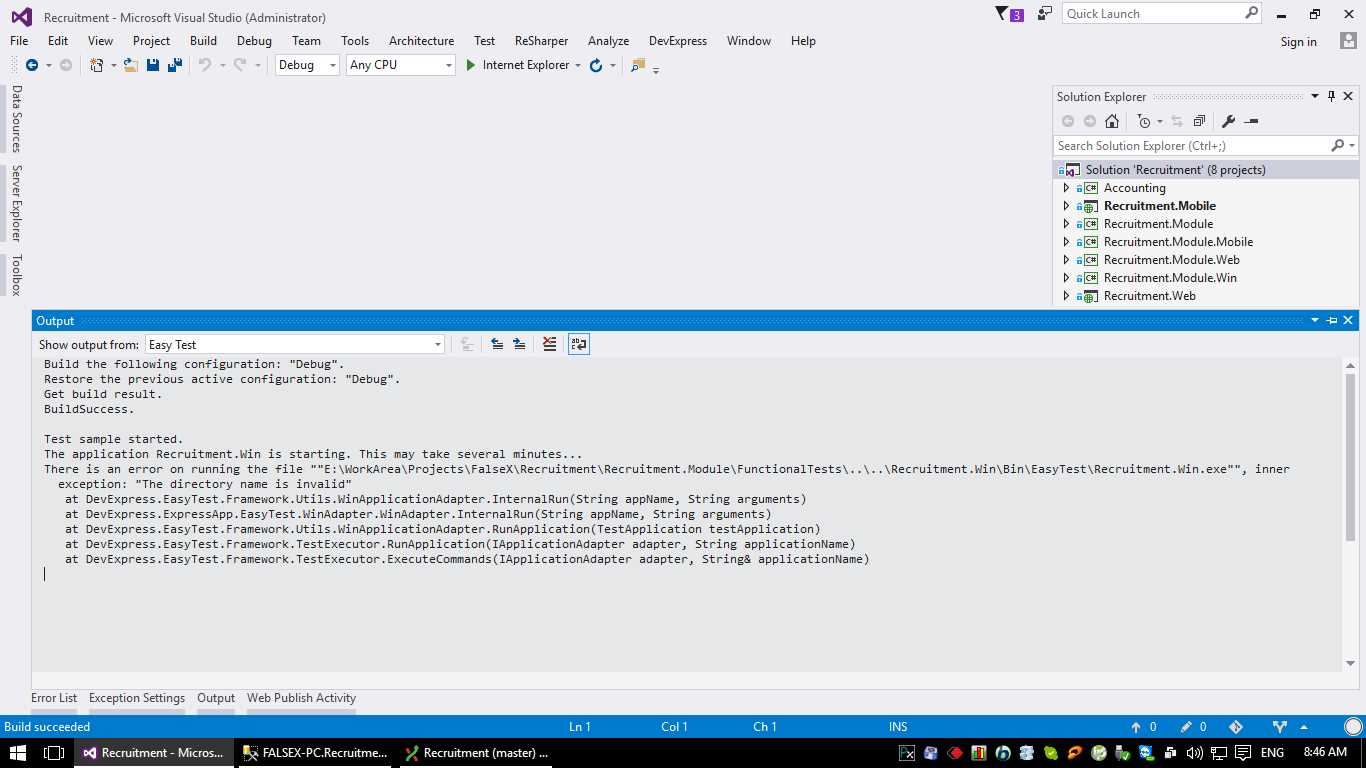 Recruitment - Microsoft Visual Studio (Administrator)
3
Quick Launch
File Edit View Project Build Debug Team Tools Architecture Test ReSharper Analyze DevExpress Window Help
Sign in
Debug Any CPU Internet Explorer
Data Sources
Server Explorer
Toolbox
Solution Explorer
Search Solution Explorer (Ctrl+;)
Solution 'Recruitment' (8 projects)
Accounting
Recruitment.Mobile
Recruitment.Module
Recruitment.Module.Mobile
Recruitment.Module.Web
Recruitment.Module.Win
Recruitment.Web
Output
Show output from: Easy Test
Build the following configuration: "Debug".
Restore the previous active configuration: "Debug".
Get build result.
BuildSuccess.
Test sample started.
The application Recruitment.Win is starting. This may take several minutes...
There is an error on running the file ""E:\WorkArea\Projects\FalseX\Recruitment\Recruitment.Module\FunctionalTests\..\..\Recruitment.Win\Bin\EasyTest\Recruitment.Win.exe"", inner
exception: "The directory name is invalid"
at DevExpress.EasyTest.Framework.Utils.WinApplicationAdapter.InternalRun(String appName, String arguments)
at DevExpress.ExpressApp.EasyTest.WinAdapter.WinAdapter.InternalRun(String appName, String arguments)
at DevExpress.EasyTest.Framework.Utils.WinApplicationAdapter.RunApplication(TestApplication testApplication)
at DevExpress.EasyTest.Framework.TestExecutor.RunApplication(IApplicationAdapter adapter, String applicationName)
at DevExpress.EasyTest.Framework.TestExecutor.ExecuteCommands(IApplicationAdapter adapter, String& applicationName)
Error List Exception Settings Output Web Publish Activity
Build succeeded Ln 1 Col 1 Ch 1 INS 0 0
Recruitment - Micros... FALSEX-PC.Recruitme... Recruitment (master) ... ENG 8:46 AM